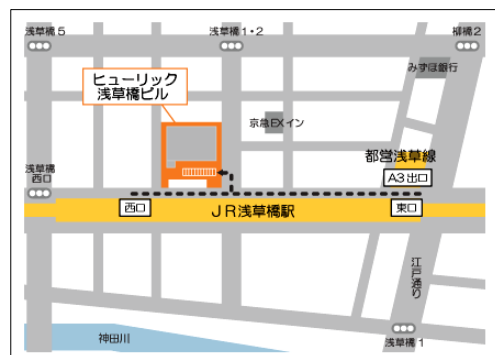 浅草橋5
浅草橋1・2
柳橋2
みずほ銀行
ヒューリック
浅草橋ビル
京急EXイン
都営浅草線
A3出口
浅草橋
西口
西口
JR浅草橋駅
東口
江戸通り
神田川
浅草橋1